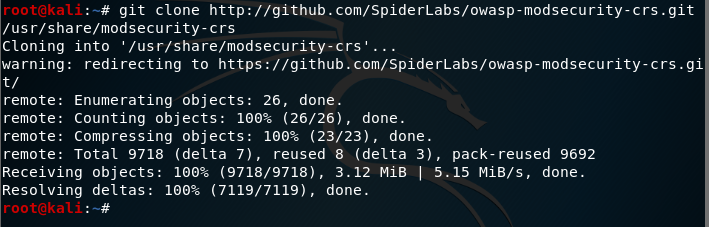 root@kali:~# git clone http://github.com/SpiderLabs/owasp-modsecurity-crs.git
/usr/share/modsecurity-crs
Cloning into '/usr/share/modsecurity-crs'...
warning: redirecting to https://github.com/SpiderLabs/owasp-modsecurity-crs.gi
t/
remote: Enumerating objects: 26, done.
remote: Counting objects: 100% (26/26), done.
remote: Compressing objects: 100% (23/23), done.
remote: Total 9718 (delta 7), reused 8 (delta 3), pack-reused 9692
Receiving objects: 100% (9718/9718), 3.12 MiB | 5.15 MiB/s, done.
Resolving deltas: 100% (7119/7119), done.
root@kali:~#